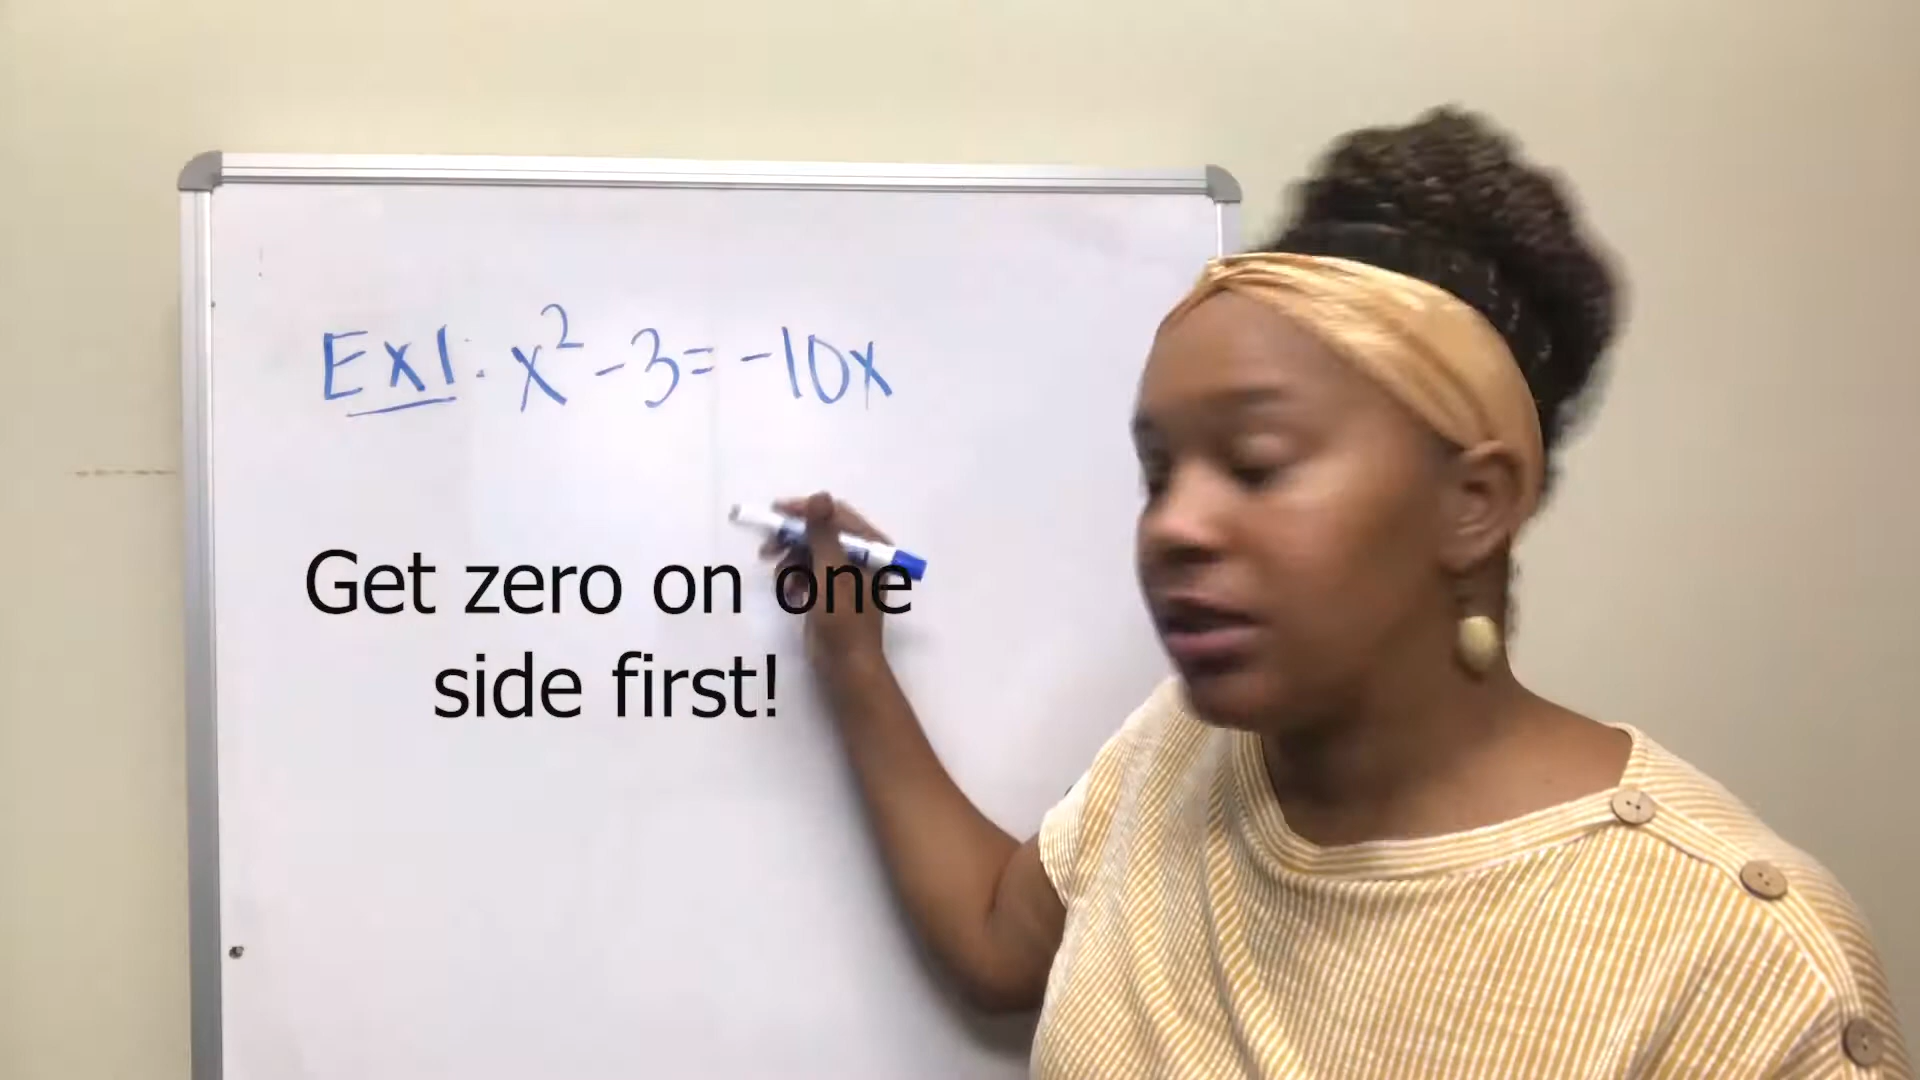 Ex1: x² -3= -10x
Get zero on one
side first!